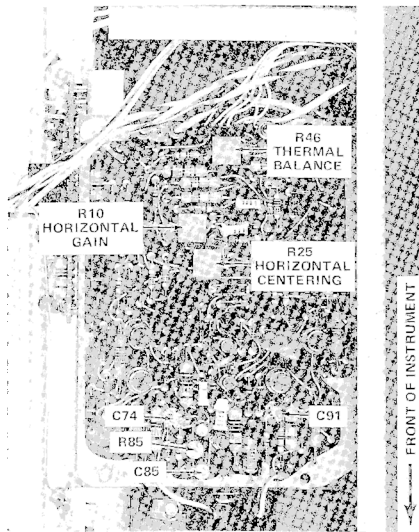 R46
THERMAL
BALANCE
R10
HORIZONTAL
GAIN
R25
HORIZONTAL
CENTERING
C74
C91
R85
C85
FRONT OF INSTRUMENT